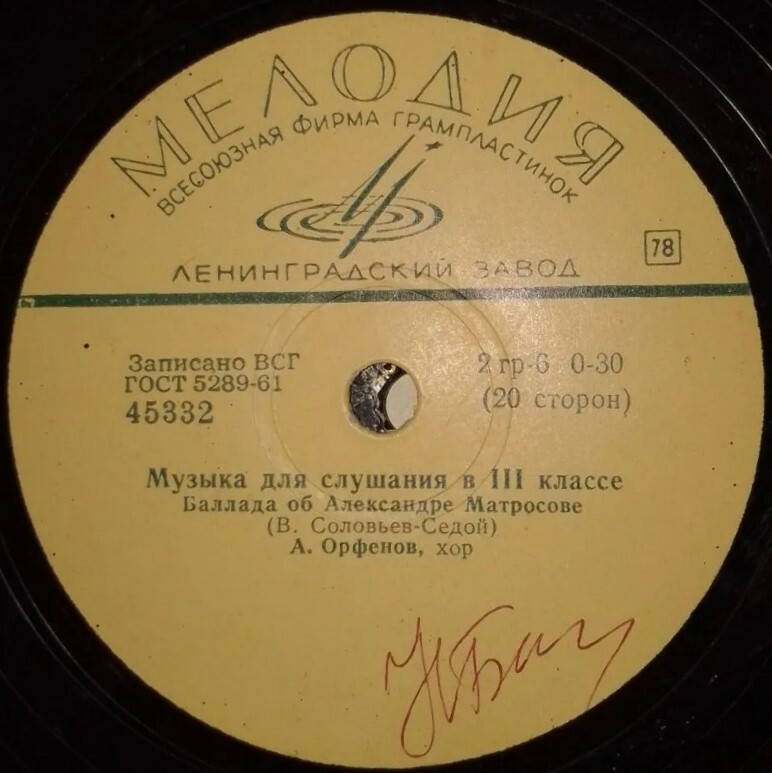 МЕЛОДИЯ
ВСЕСОЮЗНАЯ ФИРМА ГРАМПЛАСТИНОК
ЛЕНИНГРАДСКИЙ ЗАВОД
78
Записано ВСГ
ГОСТ 5289-61
45332
2 гр-6 0-30
(20 сторон)
Музыка для слушания в III классе
Баллада об Александре Матросове
(В. Соловьев-Седой)
А. Орфенов, хор